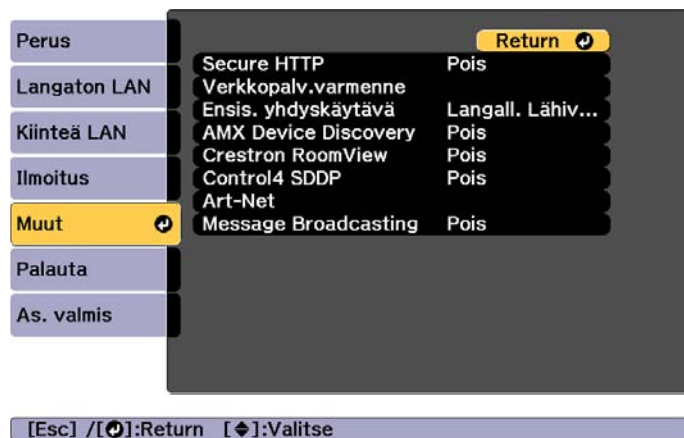 Perus
Langaton LAN
Kiinteä LAN
Ilmoitus
Muut
Palauta
As. valmis
Return
Secure HTTP Pois
Verkkopalv.varmenne
Ensis. yhdyskäytävä Langall. Lähiv...
AMX Device Discovery Pois
Crestron RoomView Pois
Control4 SDDP Pois
Art-Net
Message Broadcasting Pois
[Esc] /[⏎]:Return [◆]:Valitse